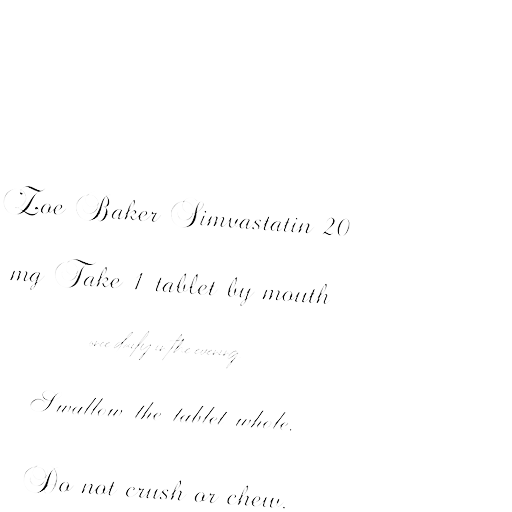 Zoe Baker Simvastatin 20
mg Take 1 tablet by mouth
daily in the evening
Swallow the tablet whole.
Do not crush or chew.